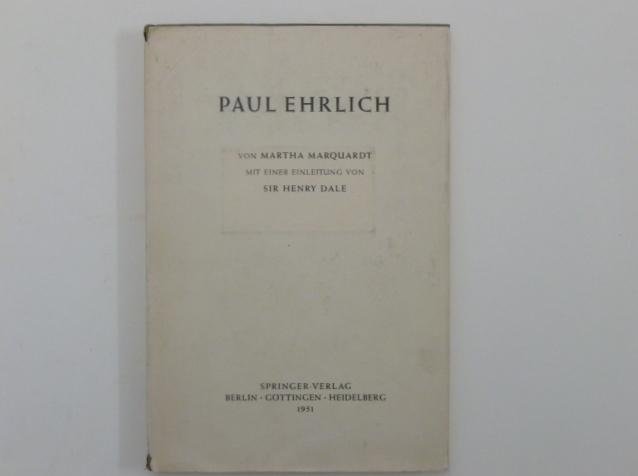 PAUL EHRLICH
VON MARTHA MARQUARDT
MIT EINER EINLEITUNG VON
SIR HENRY DALE
SPRINGER-VERLAG
BERLIN · GÖTTINGEN · HEIDELBERG
1951